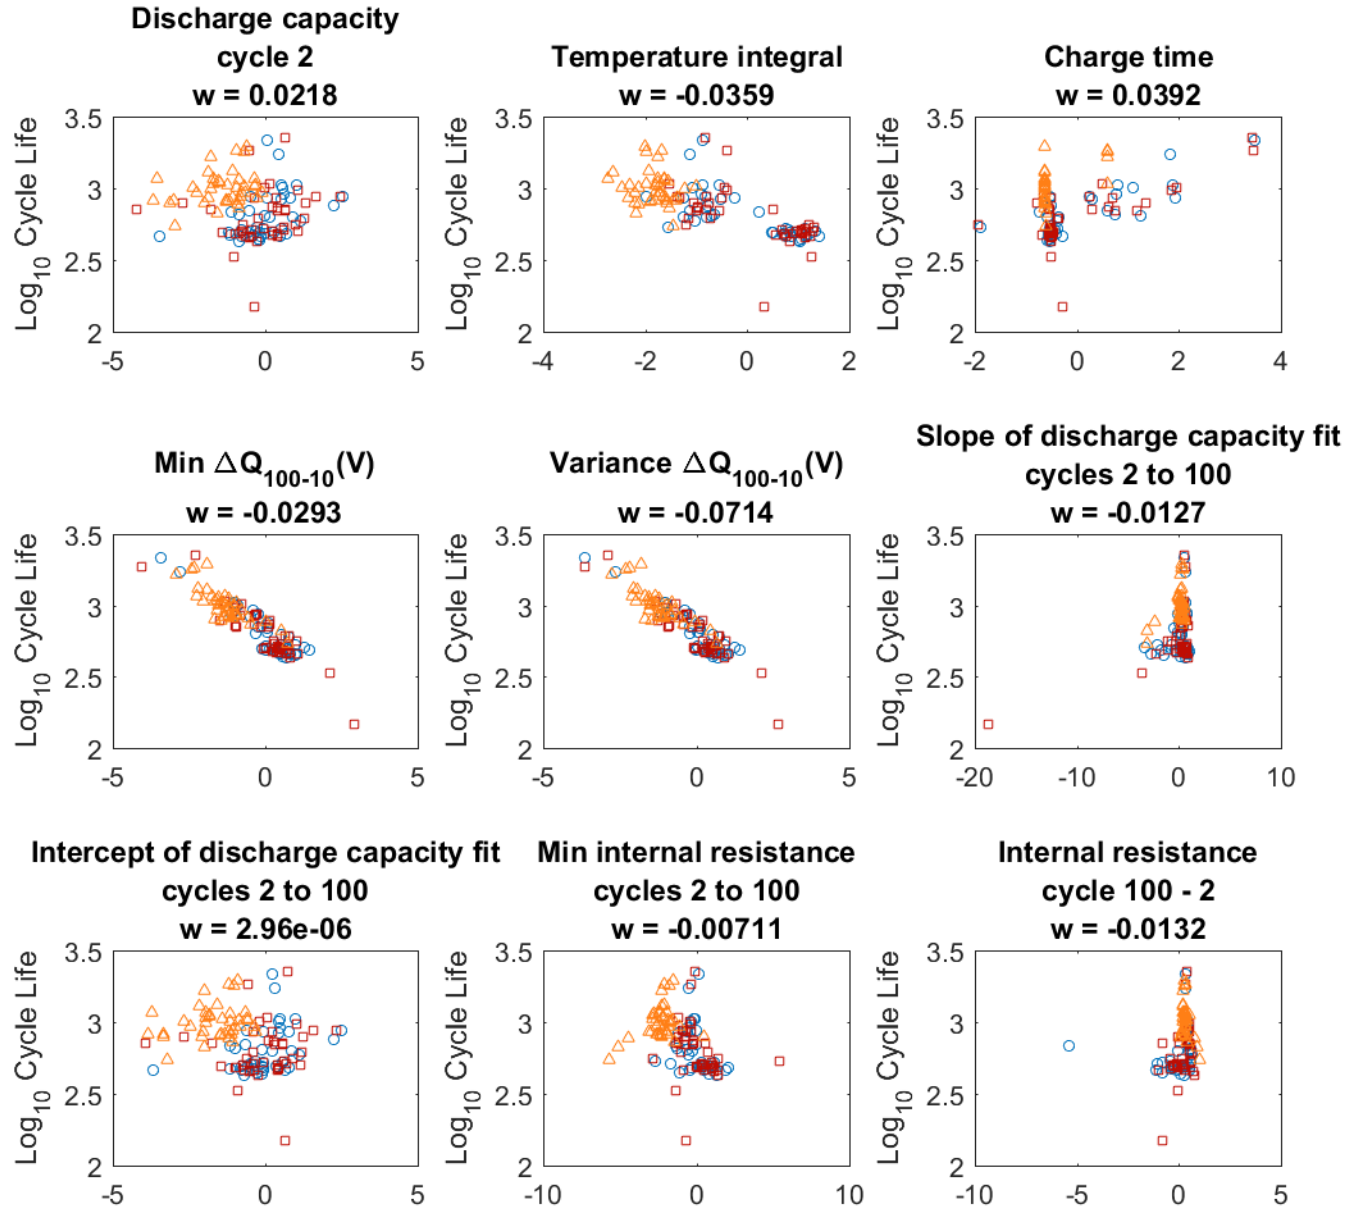 Discharge capacity
cycle 2
w = 0.0218
Log10 Cycle Life
3.5
3
2.5
2
-5 0 5
Temperature integral
w = -0.0359
Log10 Cycle Life
3.5
3
2.5
2
-4 -2 0 2
Charge time
w = 0.0392
Log10 Cycle Life
3.5
3
2.5
2
-2 0 2 4
Min ΔQ100-10(V)
w = -0.0293
Log10 Cycle Life
3.5
3
2.5
2
-5 0 5
Variance ΔQ100-10(V)
w = -0.0714
Log10 Cycle Life
3.5
3
2.5
2
-5 0 5
Slope of discharge capacity fit
cycles 2 to 100
w = -0.0127
Log10 Cycle Life
3.5
3
2.5
2
-20 -10 0 10
Intercept of discharge capacity fit
cycles 2 to 100
w = 2.96e-06
Log10 Cycle Life
3.5
3
2.5
2
-5 0 5
Min internal resistance
cycles 2 to 100
w = -0.00711
Log10 Cycle Life
3.5
3
2.5
2
-10 0 10
Internal resistance
cycle 100 - 2
w = -0.0132
Log10 Cycle Life
3.5
3
2.5
2
-10 -5 0 5